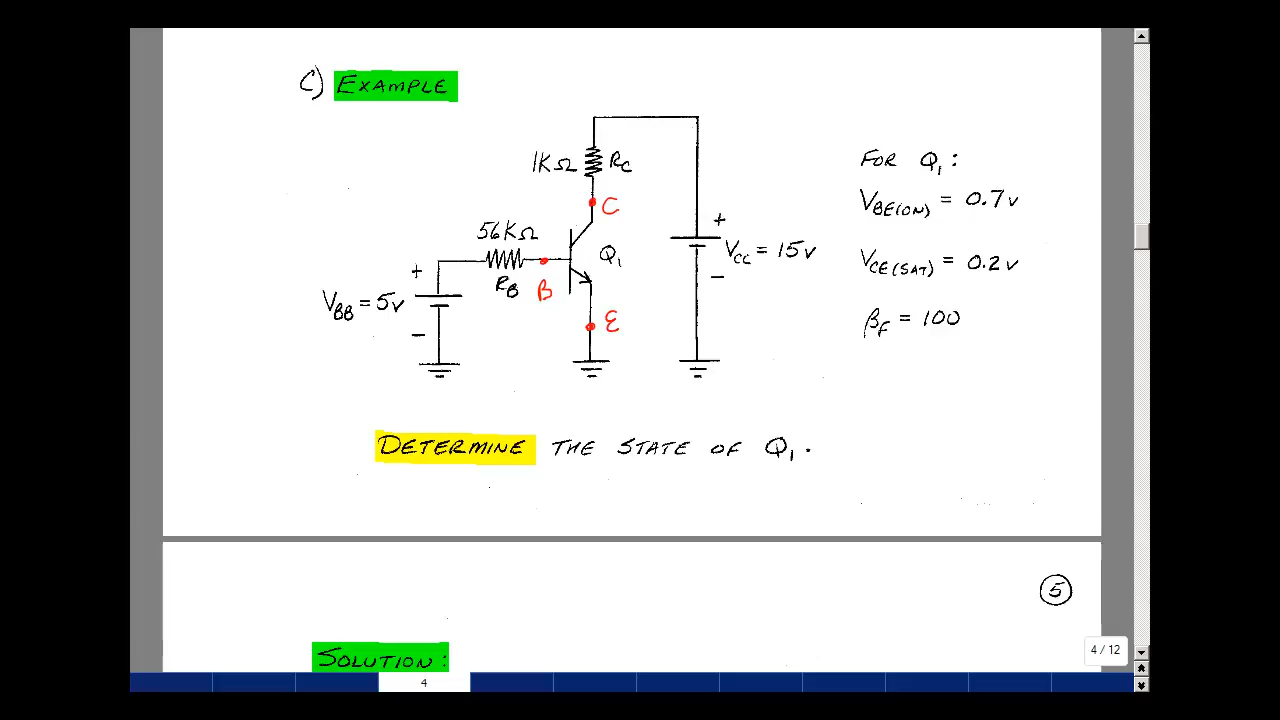 C) EXAMPLE
1KΩ RC
C
FOR Q1:
VBE(ON) = 0.7V
56KΩ
Q1
+
VCC = 15V
−
VCE(SAT) = 0.2V
+
RB
B
VBB = 5V
−
E
βF = 100
DETERMINE THE STATE OF Q1.
5
SOLUTION:
4 / 12
4